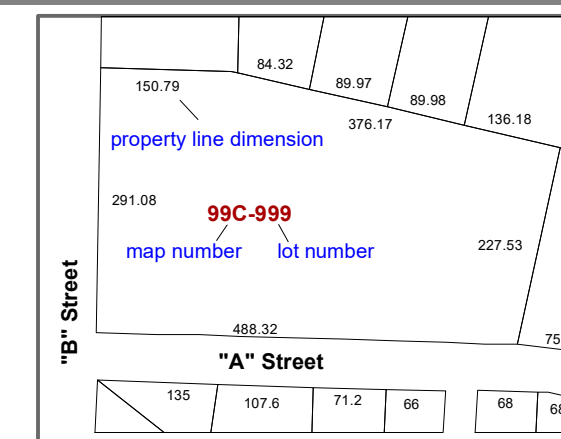 84.32
150.79
89.97
89.98
136.18
376.17
property line dimension
291.08
99C-999
map number
lot number
227.53
"B" Street
488.32
75
"A" Street
135
107.6
71.2
66
68
68